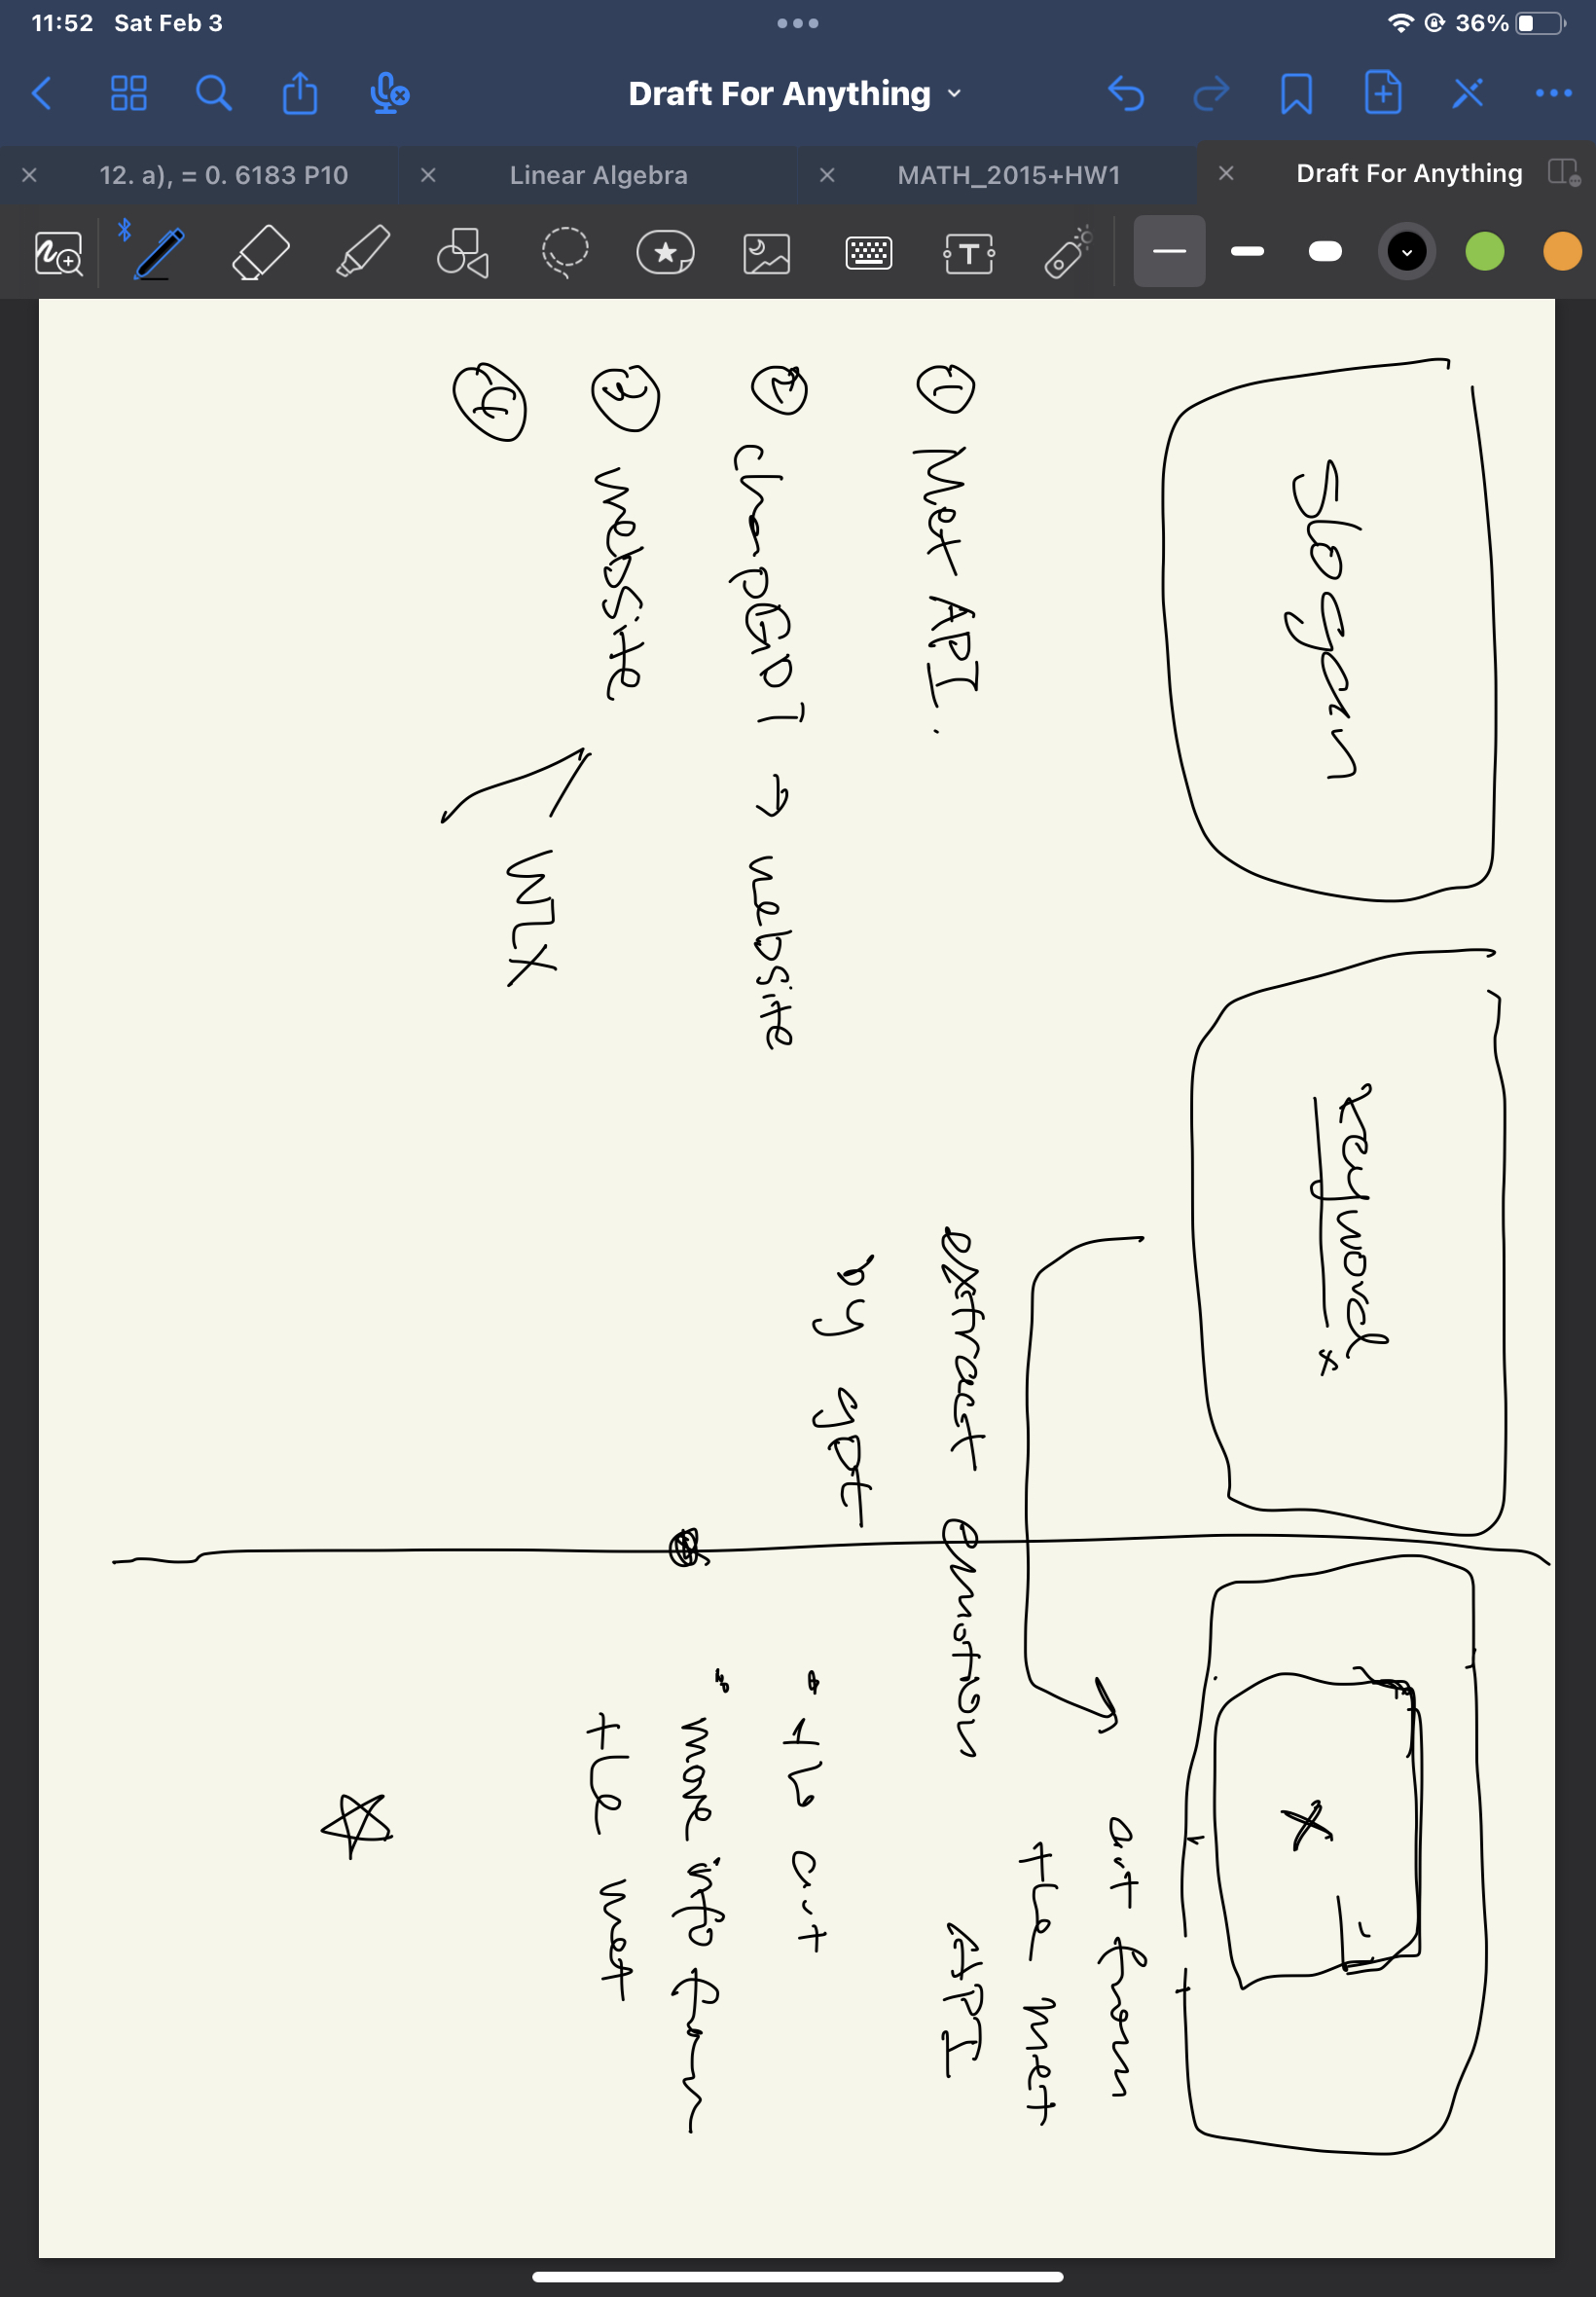 11:52 Sat Feb 3
36%
Draft For Anything
12. a), = 0. 6183 P10
Linear Algebra
MATH_2015+HW1
Draft For Anything
T
Slogan
keyword
① Met API.
② → website
③ website
④
WIX
extract emotion
by gpt
art from
the Met
API
art
more info from
the met